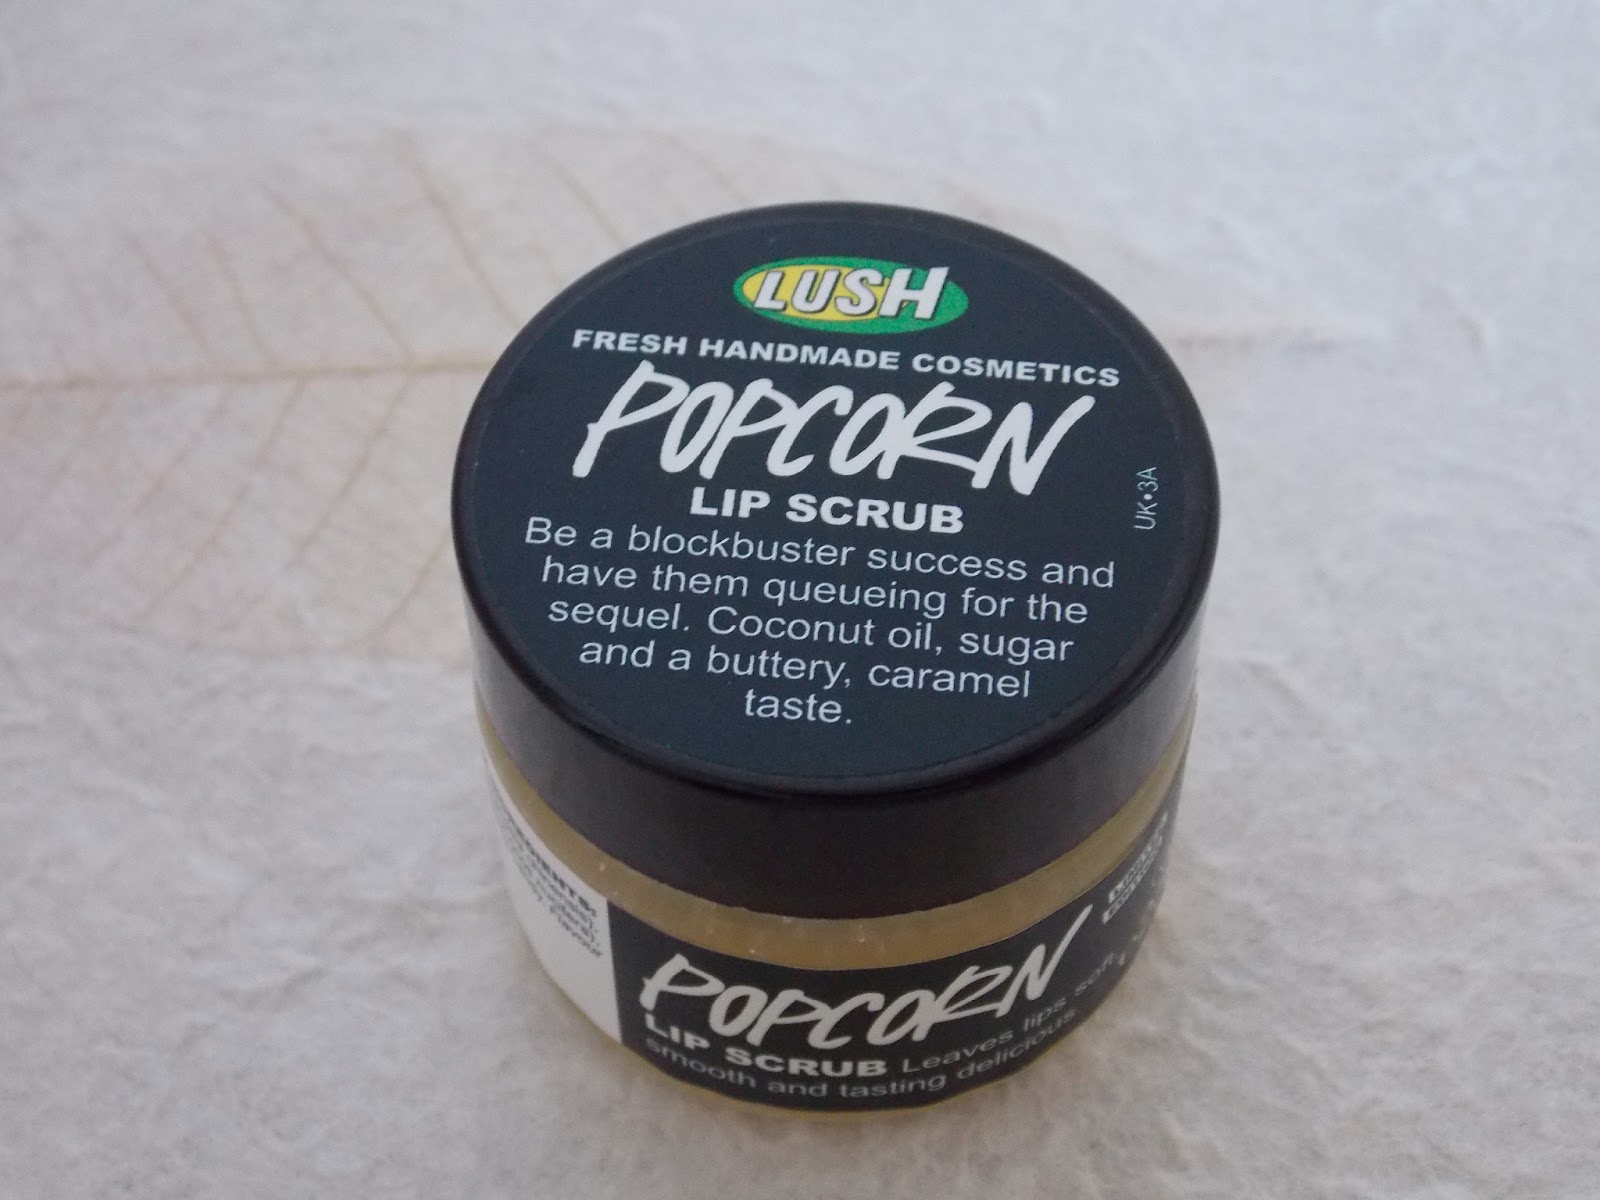 LUSH
FRESH HANDMADE COSMETICS
POPCORN
LIP SCRUB
Be a blockbuster success and
have them queueing for the
sequel. Coconut oil, sugar
and a buttery, caramel
taste.
UK•3A
POPCORN
LIP SCRUB Leaves lips soft,
smooth and tasting delicious.